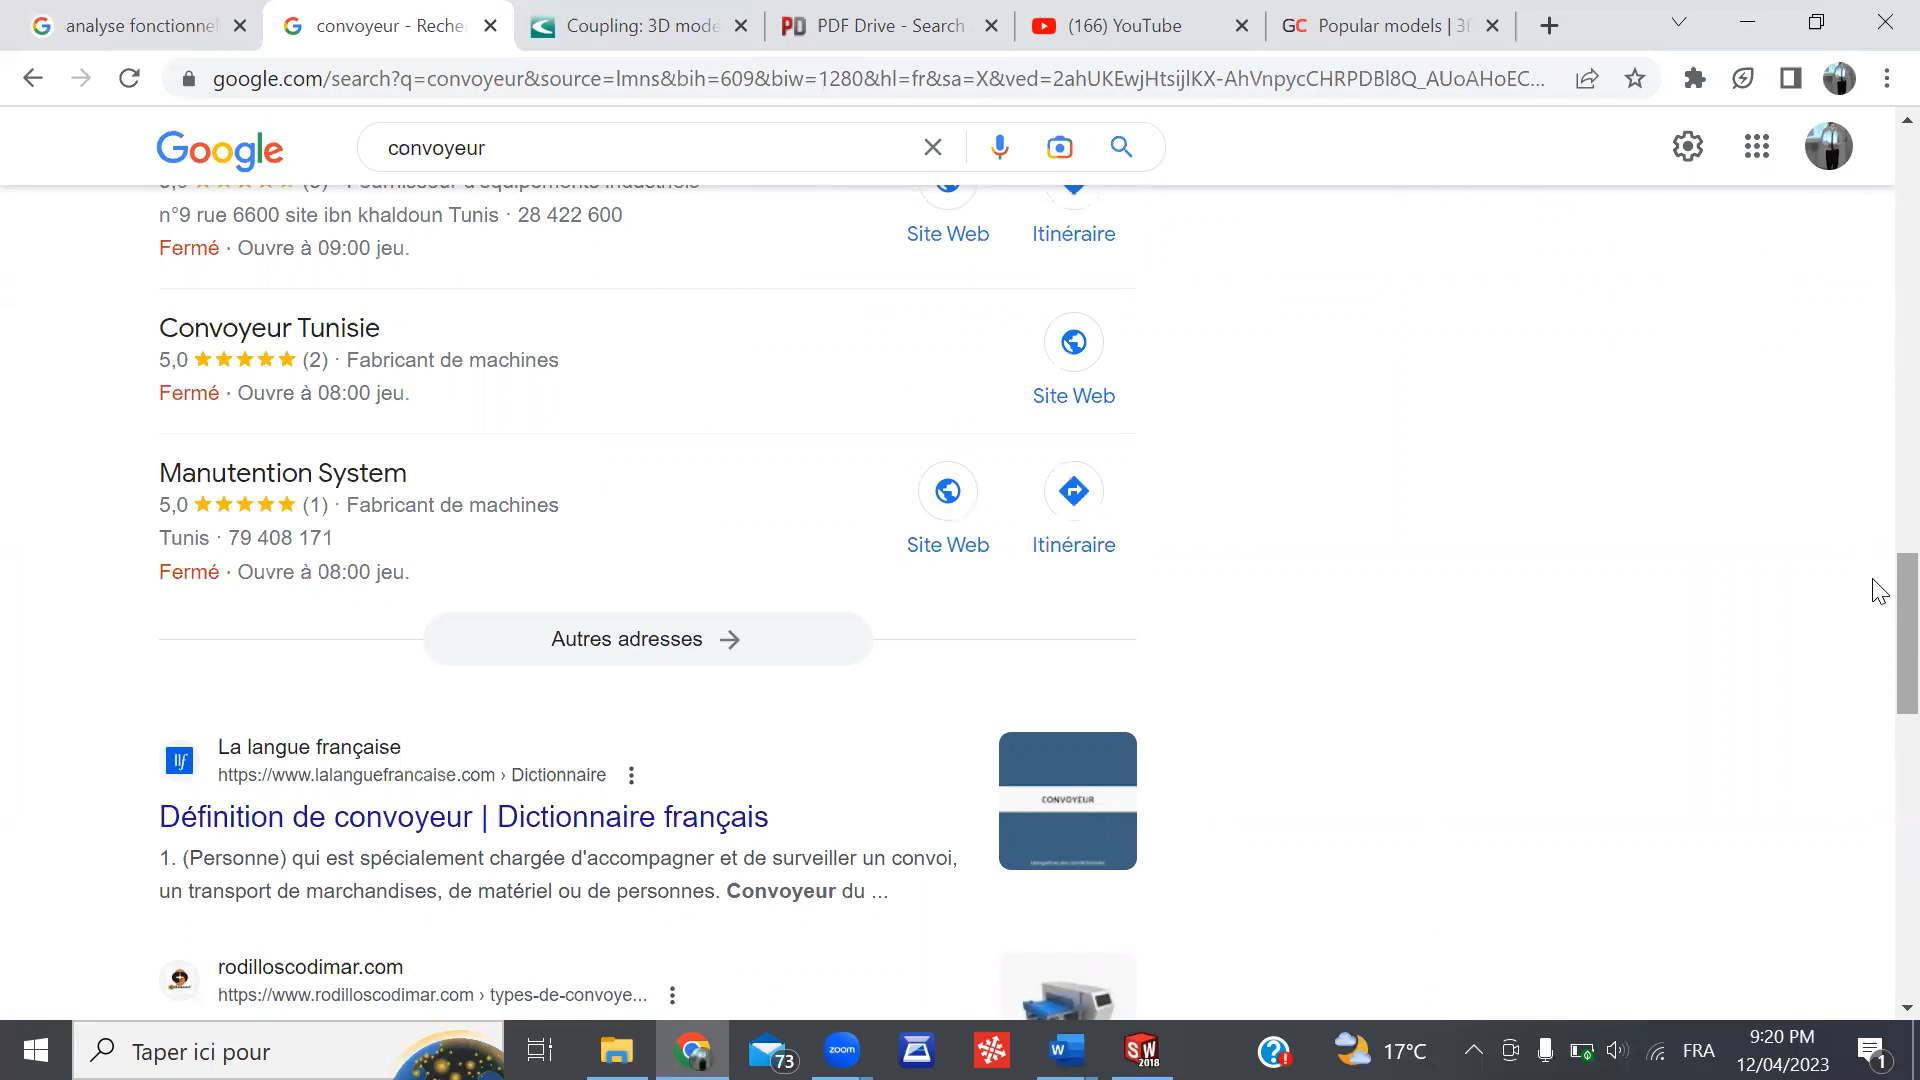 analyse fonctionnel
convoyeur - Recher
Coupling: 3D mode
PDF Drive - Search
(166) YouTube
GC Popular models | 3f
google.com/search?q=convoyeur&source=lmns&bih=609&biw=1280&hl=fr&sa=X&ved=2ahUKEwjHtsijlKX-AhVnpycCHRPDBl8Q_AUoAHoEC...
Google
convoyeur
n°9 rue 6600 site ibn khaldoun Tunis · 28 422 600
Fermé · Ouvre à 09:00 jeu.
Site Web
Itinéraire
Convoyeur Tunisie
5,0 (2) · Fabricant de machines
Fermé · Ouvre à 08:00 jeu.
Site Web
Manutention System
5,0 (1) · Fabricant de machines
Tunis · 79 408 171
Fermé · Ouvre à 08:00 jeu.
Site Web
Itinéraire
Autres adresses
llf
La langue française
https://www.lalanguefrancaise.com › Dictionnaire
Définition de convoyeur | Dictionnaire français
1. (Personne) qui est spécialement chargée d'accompagner et de surveiller un convoi,
un transport de marchandises, de matériel ou de personnes. Convoyeur du ...
CONVOYEUR
rodilloscodimar.com
https://www.rodilloscodimar.com › types-de-convoye...
Taper ici pour
73
zoom
W
SW
2018
17°C
FRA
9:20 PM
12/04/2023
1